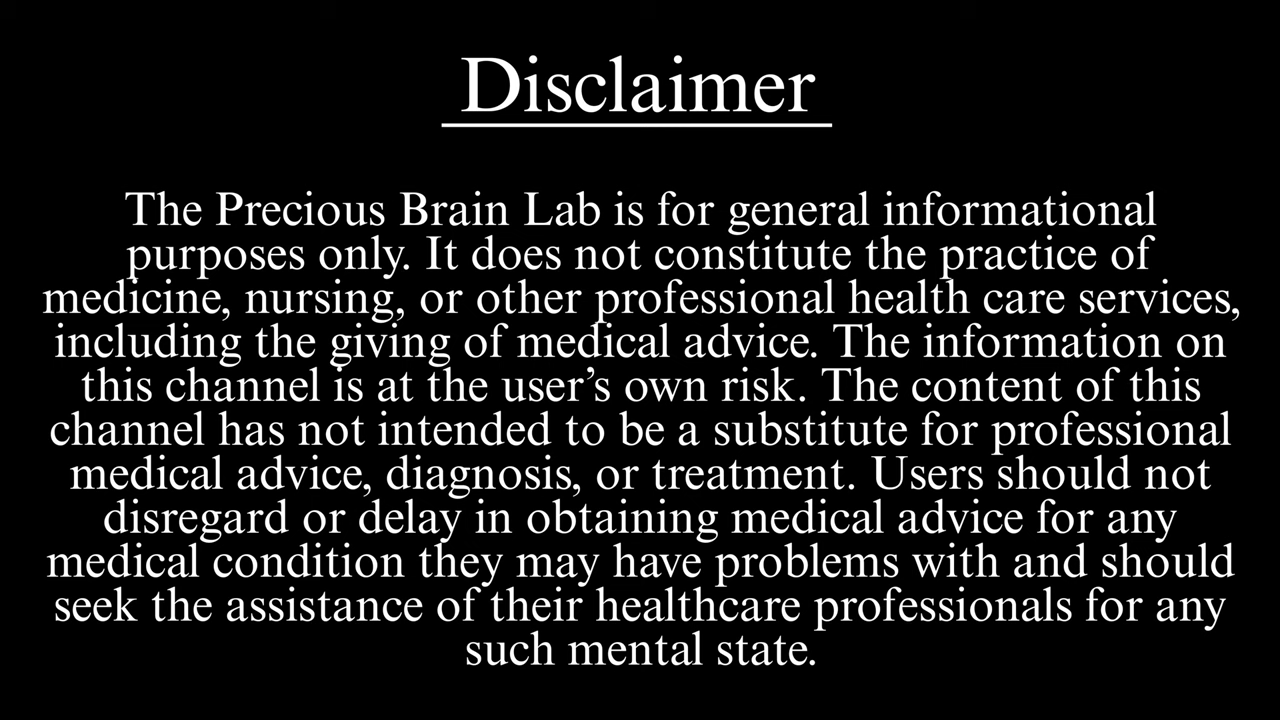 Disclaimer
The Precious Brain Lab is for general informational
purposes only. It does not constitute the practice of
medicine, nursing, or other professional health care services,
including the giving of medical advice. The information on
this channel is at the user’s own risk. The content of this
channel has not intended to be a substitute for professional
medical advice, diagnosis, or treatment. Users should not
disregard or delay in obtaining medical advice for any
medical condition they may have problems with and should
seek the assistance of their healthcare professionals for any
such mental state.